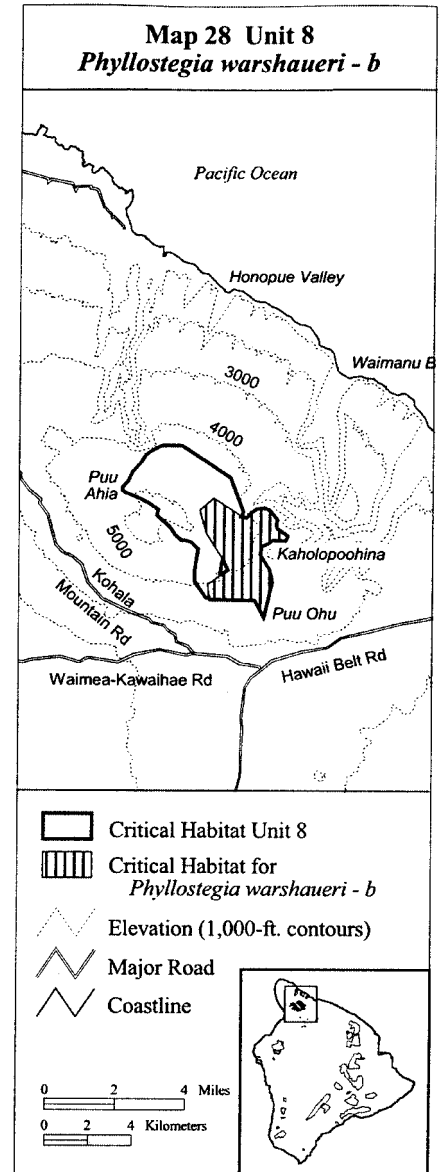 Map 28 Unit 8
Phyllostegia warshaueri - b
Pacific Ocean
Honopue Valley
Waimanu B
3000
4000
Puu
Ahia
5000
Kaholopoohina
Kohala
Mountain Rd
Puu Ohu
Hawaii Belt Rd
Waimea-Kawaihae Rd
Critical Habitat Unit 8
Critical Habitat for
Phyllostegia warshaueri - b
Elevation (1,000-ft. contours)
Major Road
Coastline
0 2 4 Miles
0 2 4 Kilometers